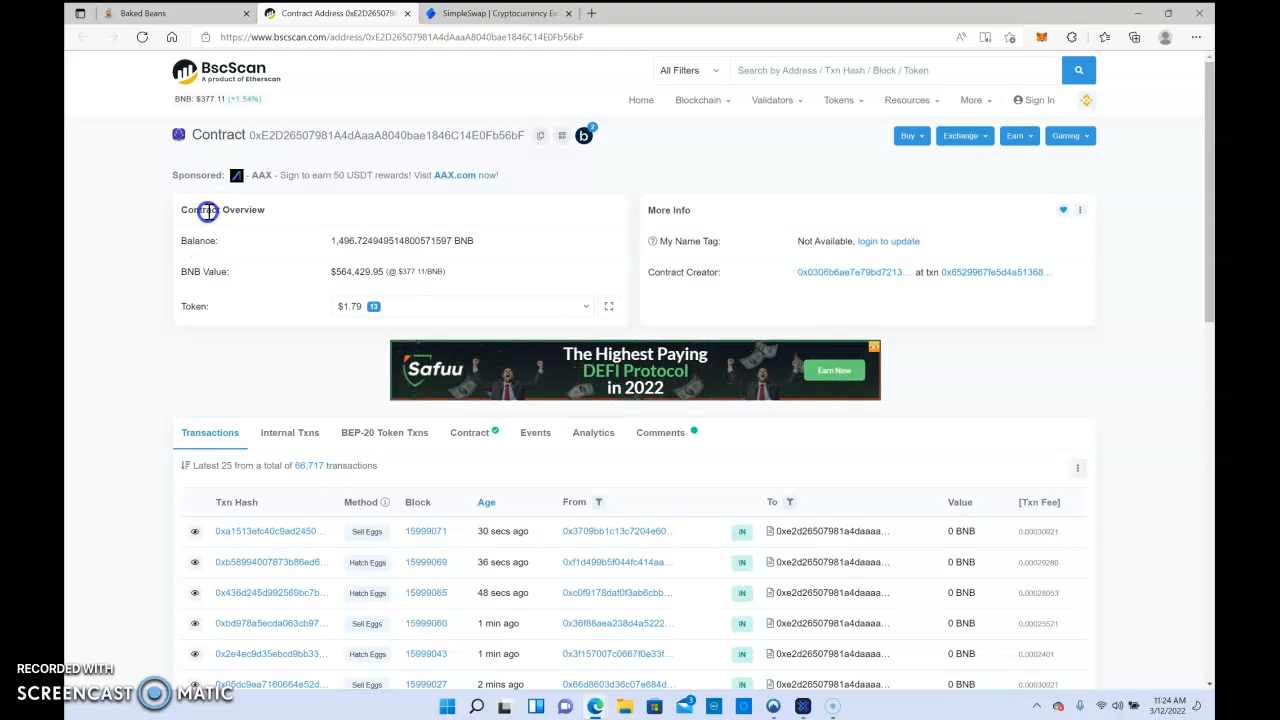 Baked Beans
Contract Address 0xE2D2650798
SimpleSwap | Cryptocurrency Ex
https://www.bscscan.com/address/0xE2D26507981A4dAaaA8040bae1846C14E0Fb56bF
BscScan
A product of Etherscan
All Filters
Search by Address / Txn Hash / Block / Token
BNB: $377.11 (+1.54%)
Home Blockchain Validators Tokens Resources More Sign In
Contract 0xE2D26507981A4dAaaA8040bae1846C14E0Fb56bF
Buy Exchange Earn Gaming
Sponsored: - AAX - Sign to earn 50 USDT rewards! Visit AAX.com now!
Contract Overview
Balance: 1,496.724949514800571597 BNB
BNB Value: $564,429.95 (@ $377.11/BNB)
Token: $1.79 13
More Info
My Name Tag: Not Available, login to update
Contract Creator: 0x0306b6ae7e79bd7213... at txn 0x6529967fe5d4a51368...
Safuu
The Highest Paying
DEFI Protocol
in 2022
Earn Now
Transactions Internal Txns BEP-20 Token Txns Contract Events Analytics Comments
Latest 25 from a total of 66,717 transactions
Txn Hash Method Block Age From To Value [Txn Fee]
0xa1513efc40c9ad2450... Sell Eggs 15999071 30 secs ago 0x3709bb1c13c7204e60... IN 0xe2d26507981a4daaaa... 0 BNB 0.00030921
0xb58994007873b86ed6... Hatch Eggs 15999069 36 secs ago 0xf1d499b5f044fc414aa... IN 0xe2d26507981a4daaaa... 0 BNB 0.00029286
0x436d245d992569bc7b... Hatch Eggs 15999065 48 secs ago 0xc0f9178daf0f3ab6cbb... IN 0xe2d26507981a4daaaa... 0 BNB 0.00028053
0xbd978a5ecda063cb97... Sell Eggs 15999060 1 min ago 0x36f88aea238d4a5222... IN 0xe2d26507981a4daaaa... 0 BNB 0.00025521
0x2e4ec9d35ebcd9bb33... Hatch Eggs 15999043 1 min ago 0x3f157007c0667f0e33f... IN 0xe2d26507981a4daaaa... 0 BNB 0.0002401
0x05dc9ea7160664e52d... Sell Eggs 15999027 2 mins ago 0x66d8603d36c07e684d... IN 0xe2d26507981a4daaaa... 0 BNB 0.00030921
RECORDED WITH
SCREENCAST MATIC
11:24 AM
3/12/2022